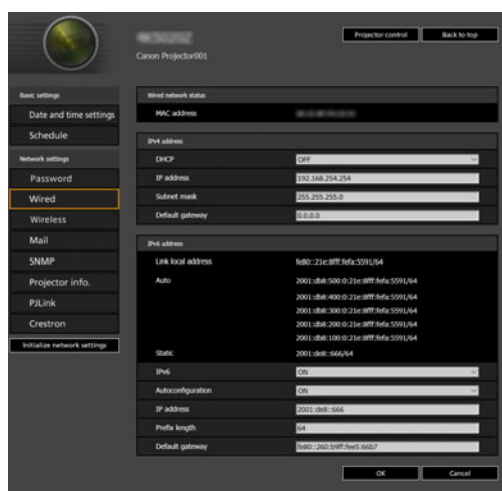 Projector control
Back to top
Canon Projector001
Basic settings
Date and time settings
Schedule
Network settings
Password
Wired
Wireless
Mail
SNMP
Projector info.
PJLink
Crestron
Initialize network settings
Wired network status
MAC address
IPv4 address
DHCP OFF
IP address 192.168.254.254
Subnet mask 255.255.255.0
Default gateway 0.0.0.0
IPv6 address
Link local address fe80::21e:8fff:fefa:5591/64
Auto 2001:db8:500:0:21e:8fff:fefa:5591/64
2001:db8:400:0:21e:8fff:fefa:5591/64
2001:db8:300:0:21e:8fff:fefa:5591/64
2001:db8:200:0:21e:8fff:fefa:5591/64
2001:db8:100:0:21e:8fff:fefa:5591/64
Static 2001:de8::666/64
IPv6 ON
Autoconfiguration ON
IP address 2001:de8::666
Prefix length 64
Default gateway fe80::260:b9ff:fee5:66b7
OK
Cancel